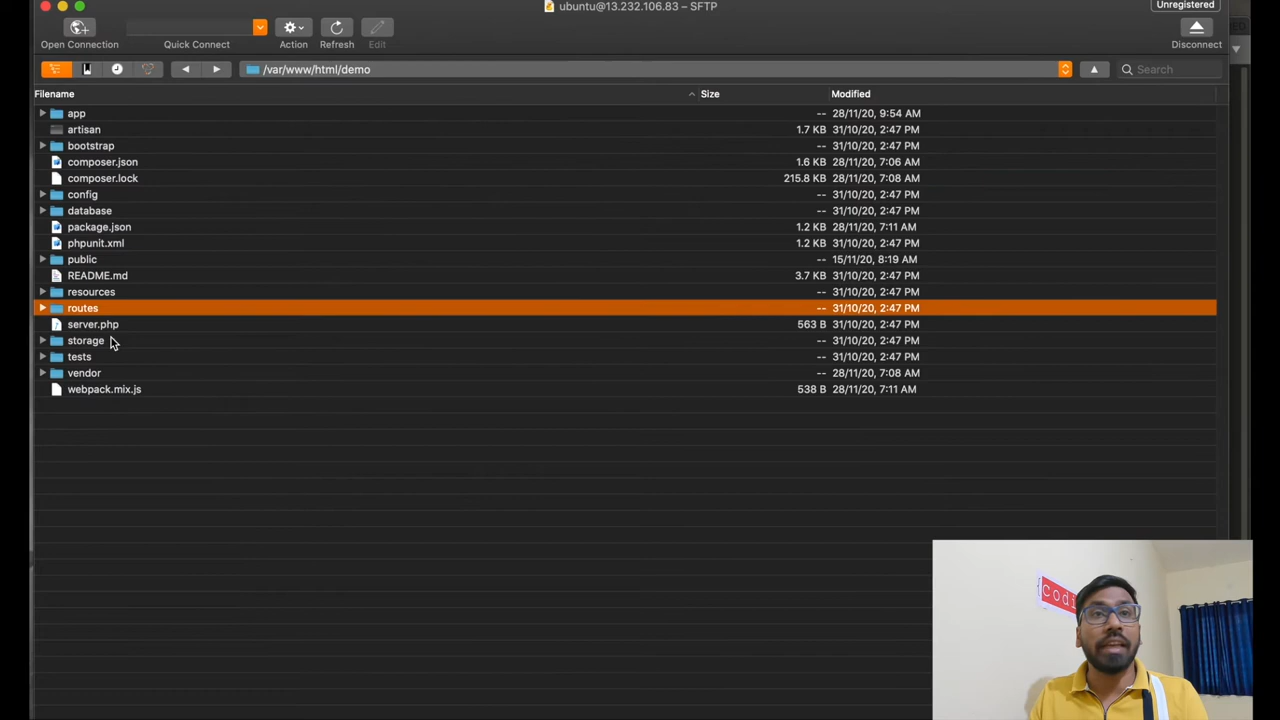 ubuntu@13.232.106.83 – SFTP
Unregistered
Open Connection
Quick Connect
Action
Refresh
Edit
Disconnect
/var/www/html/demo
Search
Filename Size Modified
app -- 28/11/20, 9:54 AM
artisan 1.7 KB 31/10/20, 2:47 PM
bootstrap -- 31/10/20, 2:47 PM
composer.json 1.6 KB 28/11/20, 7:06 AM
composer.lock 215.8 KB 28/11/20, 7:08 AM
config -- 31/10/20, 2:47 PM
database -- 31/10/20, 2:47 PM
package.json 1.2 KB 28/11/20, 7:11 AM
phpunit.xml 1.2 KB 31/10/20, 2:47 PM
public -- 15/11/20, 8:19 AM
README.md 3.7 KB 31/10/20, 2:47 PM
resources -- 31/10/20, 2:47 PM
routes -- 31/10/20, 2:47 PM
server.php 563 B 31/10/20, 2:47 PM
storage -- 31/10/20, 2:47 PM
tests -- 31/10/20, 2:47 PM
vendor -- 28/11/20, 7:08 AM
webpack.mix.js 538 B 28/11/20, 7:11 AM